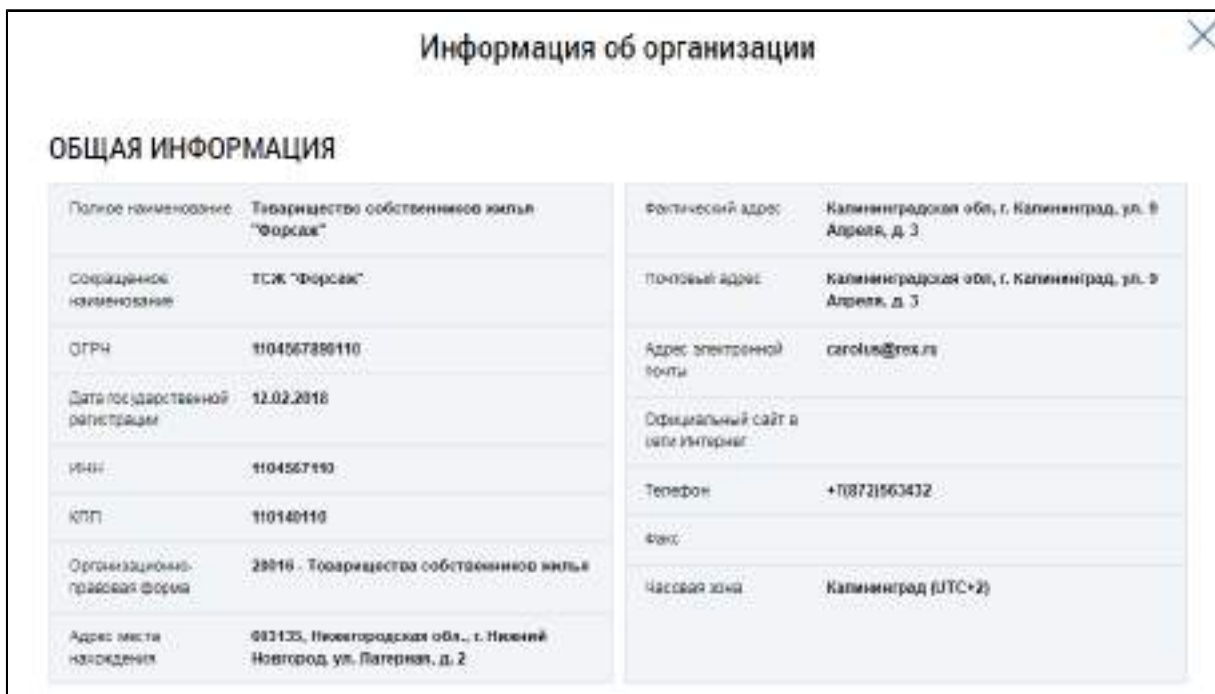 Информация об организации
ОБЩАЯ ИНФОРМАЦИЯ
Полное наименование Товарищество собственников жилья
"Форсаж"
Сокращенное ТСЖ "Форсаж"
наименование
ОГРН 1104567890110
Дата государственной 12.02.2018
регистрации
ИНН 1104567110
КПП 110140110
Организационно- 20016 - Товарищества собственников жилья
правовая форма
Адрес места 603135, Нижегородская обл., г. Нижний
нахождения Новгород, ул. Лагерная, д. 2
Фактический адрес Калининградская обл, г. Калининград, ул. 9
Апреля, д. 3
Почтовый адрес Калининградская обл, г. Калининград, ул. 9
Апреля, д. 3
Адрес электронной carolus@rex.ru
почты
Официальный сайт в
сети Интернет
Телефон +7(872)563432
Факс
Часовая зона Калининград (UTC+2)